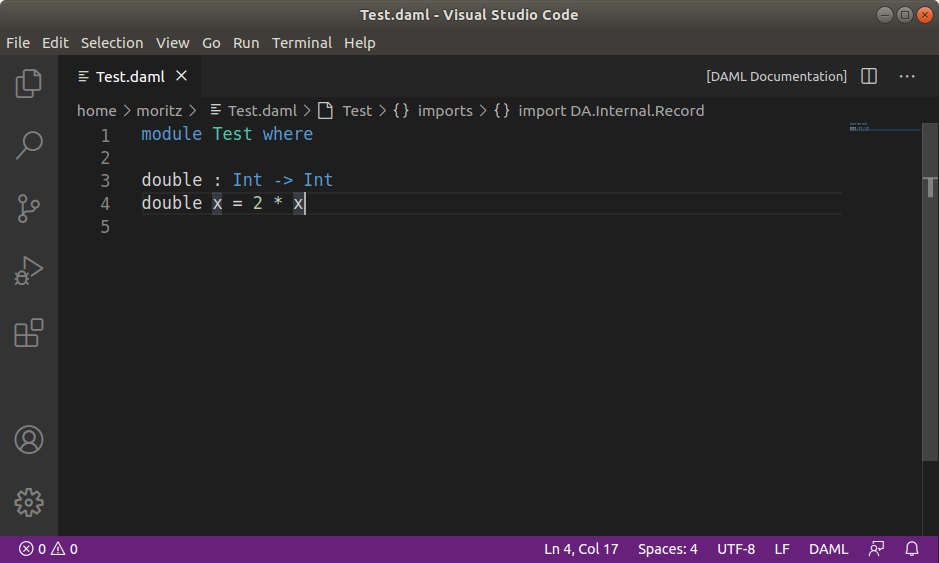 Test.daml - Visual Studio Code
File Edit Selection View Go Run Terminal Help
Test.daml [DAML Documentation]
home > moritz > Test.daml > Test > {} imports > {} import DA.Internal.Record
1 module Test where
2
3 double : Int -> Int
4 double x = 2 * x
5
0 0 Ln 4, Col 17 Spaces: 4 UTF-8 LF DAML